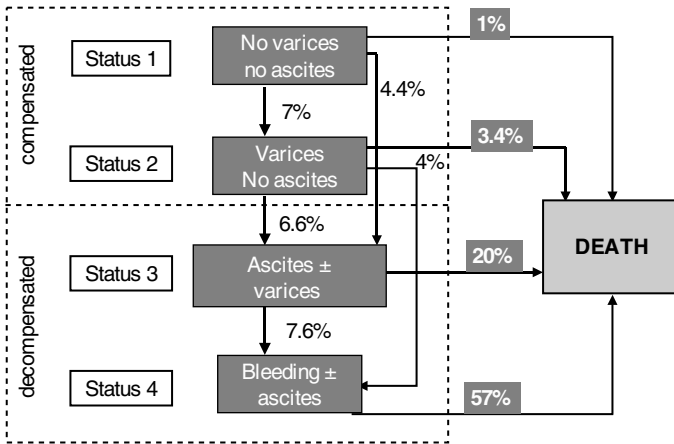 compensated
Status 1
No varices
no ascites
1%
4.4%
7%
Status 2
Varices
No ascites
3.4%
4%
decompensated
6.6%
Status 3
Ascites ±
varices
20%
DEATH
7.6%
Status 4
Bleeding ±
ascites
57%